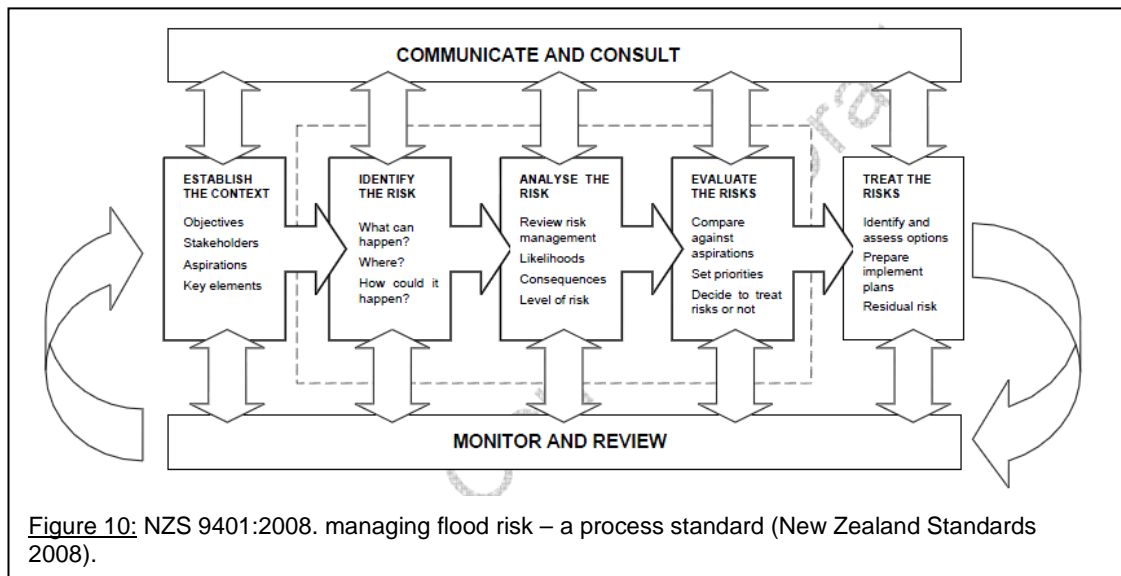 COMMUNICATE AND CONSULT
ESTABLISH
THE CONTEXT
Objectives
Stakeholders
Aspirations
Key elements
IDENTIFY
THE RISK
What can
happen?
Where?
How could it
happen?
ANALYSE THE
RISK
Review risk
management
Likelihoods
Consequences
Level of risk
EVALUATE
THE RISKS
Compare
against
aspirations
Set priorities
Decide to treat
risks or not
TREAT THE
RISKS
Identify and
assess options
Prepare
implement
plans
Residual risk
MONITOR AND REVIEW
Figure 10: NZS 9401:2008. managing flood risk – a process standard (New Zealand Standards
2008).